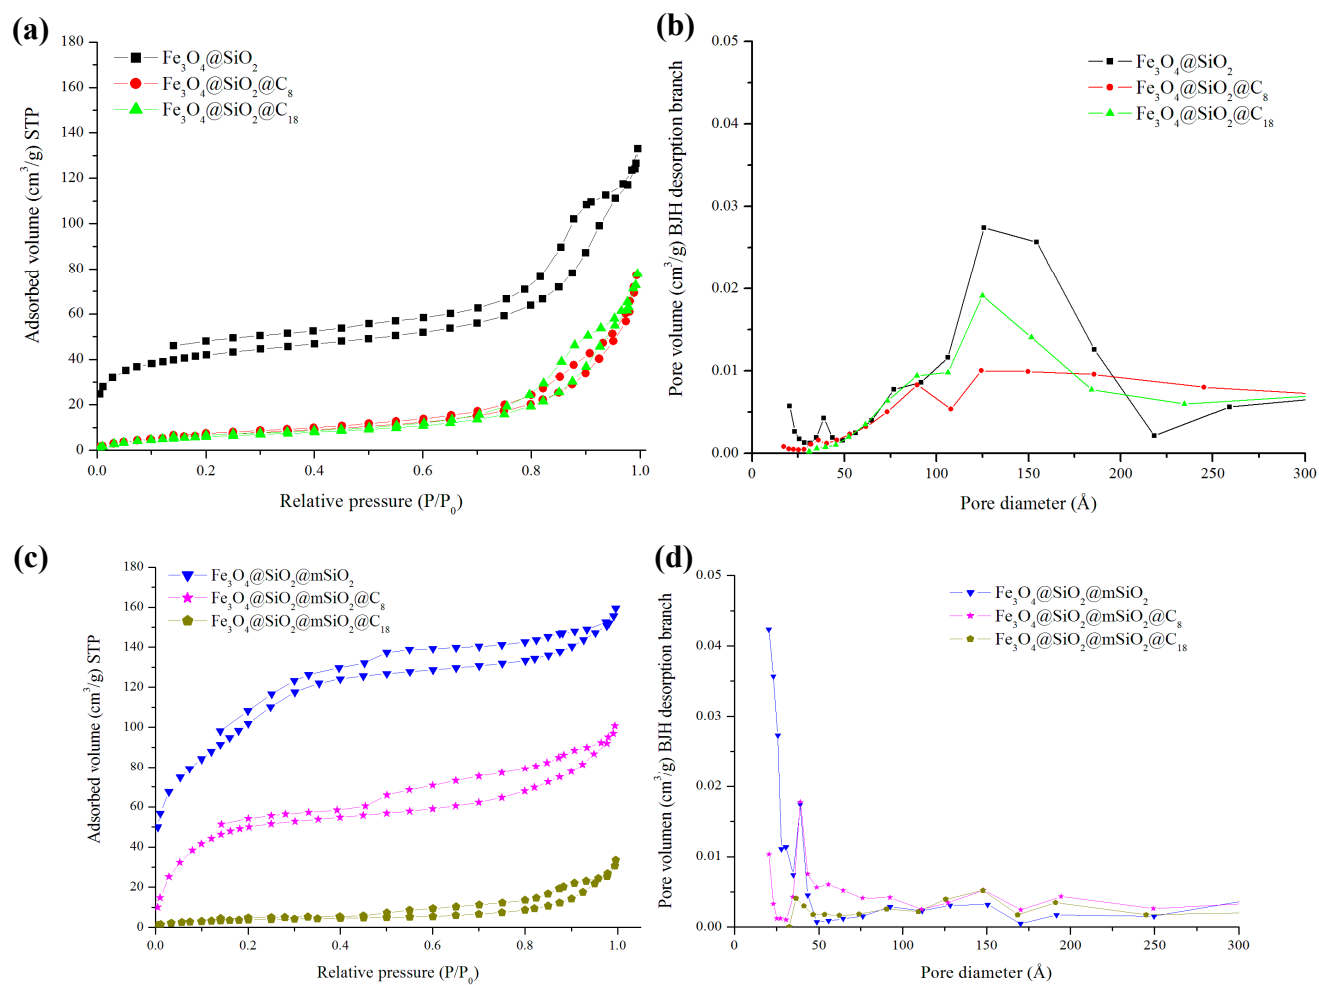 (a)
180
160
140
120
100
80
60
40
20
0
Adsorbed volume (cm³/g) STP
Fe₃O₄@SiO₂
Fe₃O₄@SiO₂@C₈
Fe₃O₄@SiO₂@C₁₈
0.0 0.2 0.4 0.6 0.8 1.0
Relative pressure (P/P₀)
(b)
0.05
0.04
0.03
0.02
0.01
0.00
Pore volume (cm³/g) BJH desorption branch
Fe₃O₄@SiO₂
Fe₃O₄@SiO₂@C₈
Fe₃O₄@SiO₂@C₁₈
0 50 100 150 200 250 300
Pore diameter (Å)
(c)
180
160
140
120
100
80
60
40
20
0
Adsorbed volume (cm³/g) STP
Fe₃O₄@SiO₂@mSiO₂
Fe₃O₄@SiO₂@mSiO₂@C₈
Fe₃O₄@SiO₂@mSiO₂@C₁₈
0.0 0.2 0.4 0.6 0.8 1.0
Relative pressure (P/P₀)
(d)
0.05
0.04
0.03
0.02
0.01
0.00
Pore volumen (cm³/g) BJH desorption branch
Fe₃O₄@SiO₂@mSiO₂
Fe₃O₄@SiO₂@mSiO₂@C₈
Fe₃O₄@SiO₂@mSiO₂@C₁₈
0 50 100 150 200 250 300
Pore diameter (Å)